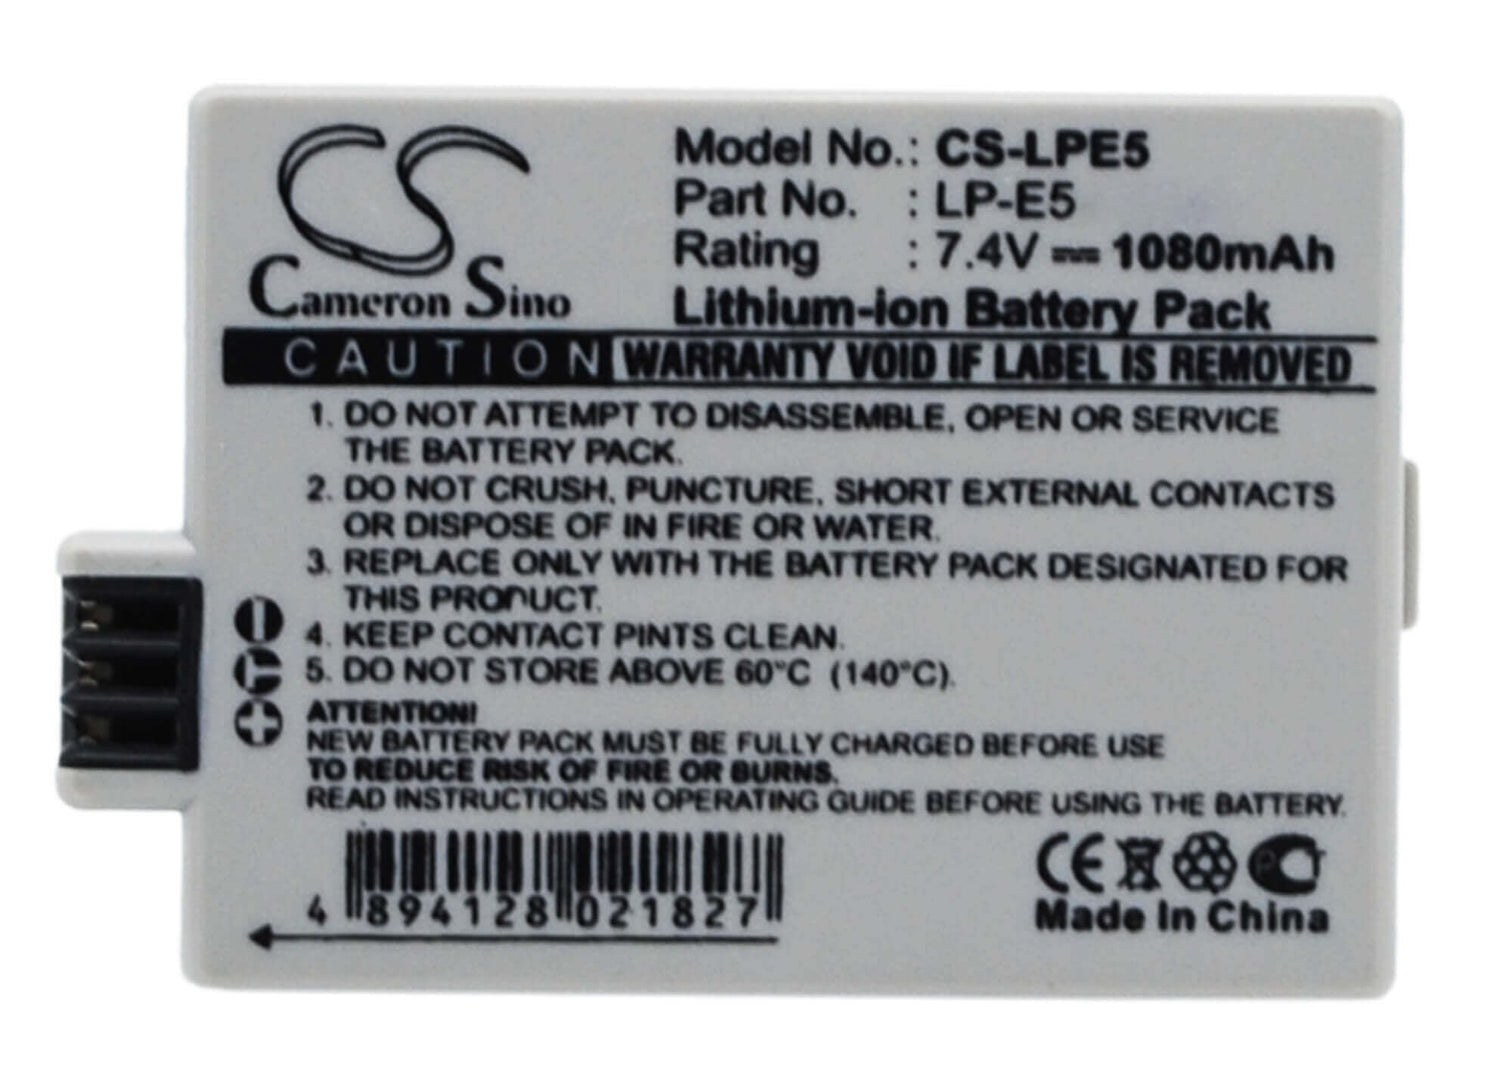 CS
Cameron Sino
Model No.: CS-LPE5
Part No. : LP-E5
Rating : 7.4V ⎓ 1080mAh
Lithium-ion Battery Pack
CAUTION WARRANTY VOID IF LABEL IS REMOVED
1. DO NOT ATTEMPT TO DISASSEMBLE, OPEN OR SERVICE
THE BATTERY PACK.
2. DO NOT CRUSH, PUNCTURE, SHORT EXTERNAL CONTACTS
OR DISPOSE OF IN FIRE OR WATER.
3. REPLACE ONLY WITH THE BATTERY PACK DESIGNATED FOR
THIS PRODUCT.
4. KEEP CONTACT PINTS CLEAN.
5. DO NOT STORE ABOVE 60°C (140°C).
ATTENTION!
NEW BATTERY PACK MUST BE FULLY CHARGED BEFORE USE
TO REDUCE RISK OF FIRE OR BURNS.
READ INSTRUCTIONS IN OPERATING GUIDE BEFORE USING THE BATTERY.
4 894128 021827
CE
Made In China